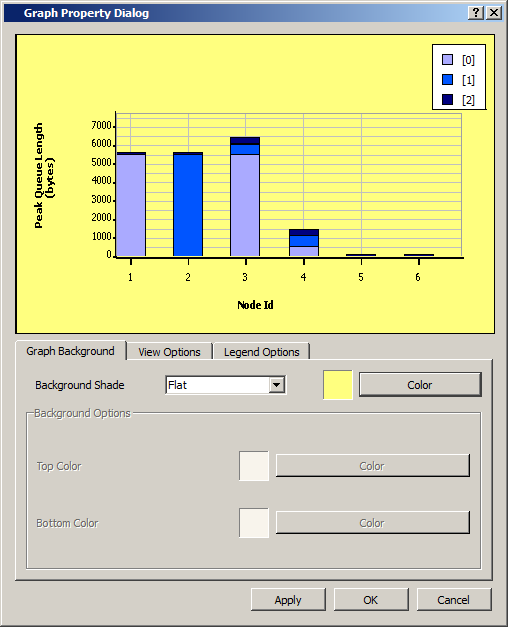 Graph Property Dialog
[0]
[1]
[2]
Peak Queue Length
(bytes)
7000
6000
5000
4000
3000
2000
1000
0
1 2 3 4 5 6
Node Id
Graph Background View Options Legend Options
Background Shade Flat Color
Background Options
Top Color Color
Bottom Color Color
Apply OK Cancel